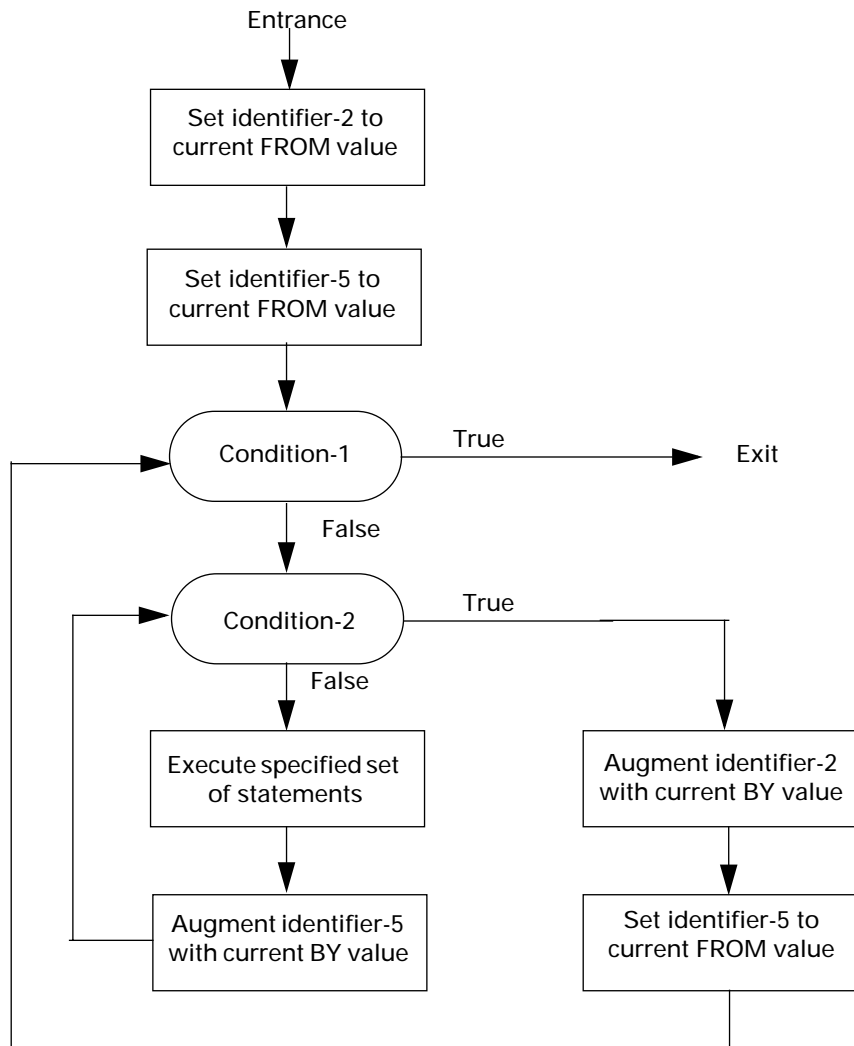 Entrance
Set identifier-2 to
current FROM value
Set identifier-5 to
current FROM value
Condition-1
True
Exit
False
Condition-2
True
False
Execute specified set
of statements
Augment identifier-2
with current BY value
Augment identifier-5
with current BY value
Set identifier-5 to
current FROM value